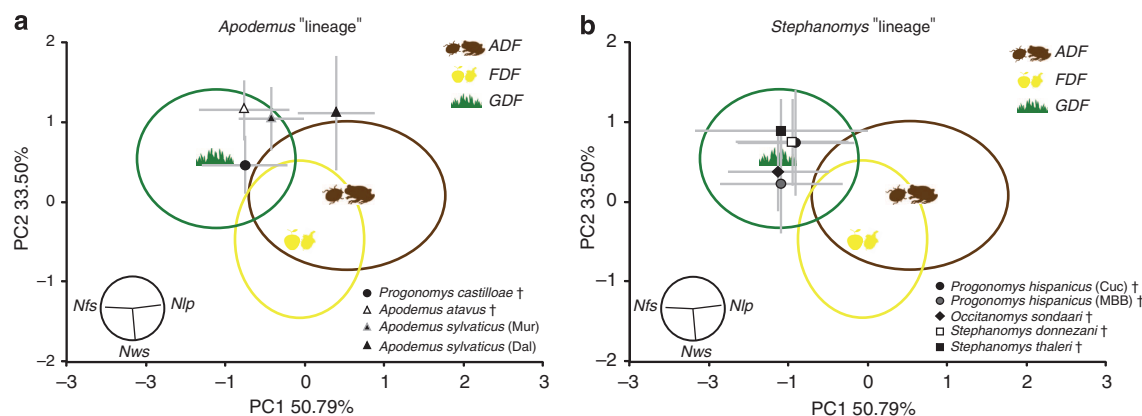 a
Apodemus "lineage"
ADF
FDF
GDF
2
1
0
−1
−2
PC2 33.50%
−3
−2
−1
0
1
2
3
PC1 50.79%
Nfs
Nlp
Nws
Progonomys castilloae †
Apodemus atavus †
Apodemus sylvaticus (Mur)
Apodemus sylvaticus (Dal)
b
Stephanomys "lineage"
ADF
FDF
GDF
2
1
0
−1
−2
PC2 33.50%
−3
−2
−1
0
1
2
3
PC1 50.79%
Nfs
Nlp
Nws
Progonomys hispanicus (Cuc) †
Progonomys hispanicus (MBB) †
Occitanomys sondaari †
Stephanomys donnezani †
Stephanomys thaleri †